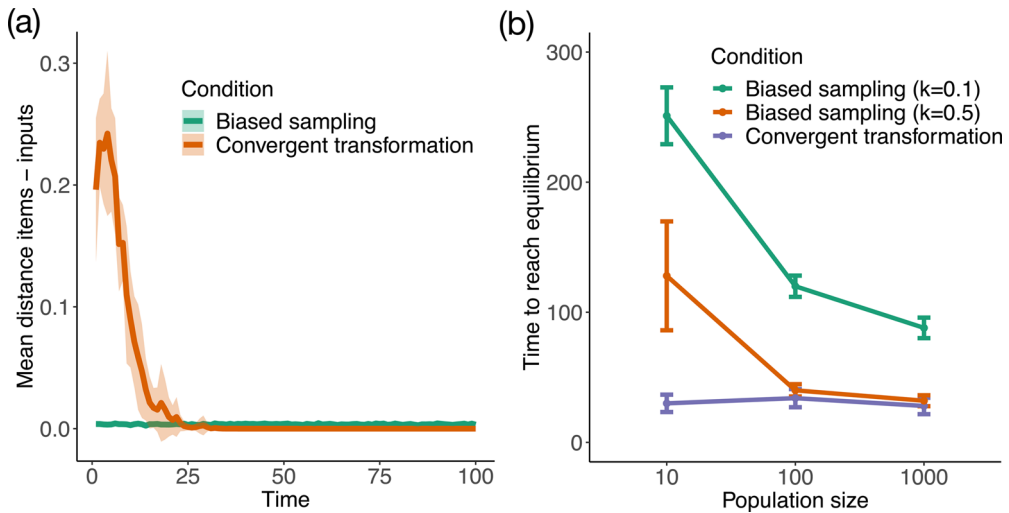 (a)
Mean distance items – inputs
0.3
0.2
0.1
0.0
Condition
Biased sampling
Convergent transformation
0
25
50
75
100
Time
(b)
Time to reach equilibrium
300
200
100
0
Condition
Biased sampling (k=0.1)
Biased sampling (k=0.5)
Convergent transformation
10
100
1000
Population size